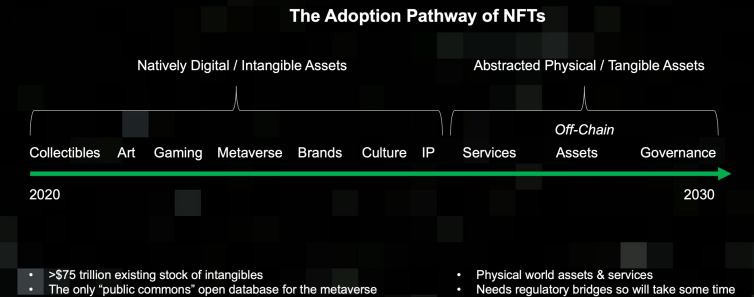 The Adoption Pathway of NFTs
Natively Digital / Intangible Assets
Abstracted Physical / Tangible Assets
Off-Chain
Collectibles Art Gaming Metaverse Brands Culture IP Services Assets Governance
2020 2030
• >$75 trillion existing stock of intangibles
• The only “public commons” open database for the metaverse
• Physical world assets & services
• Needs regulatory bridges so will take some time